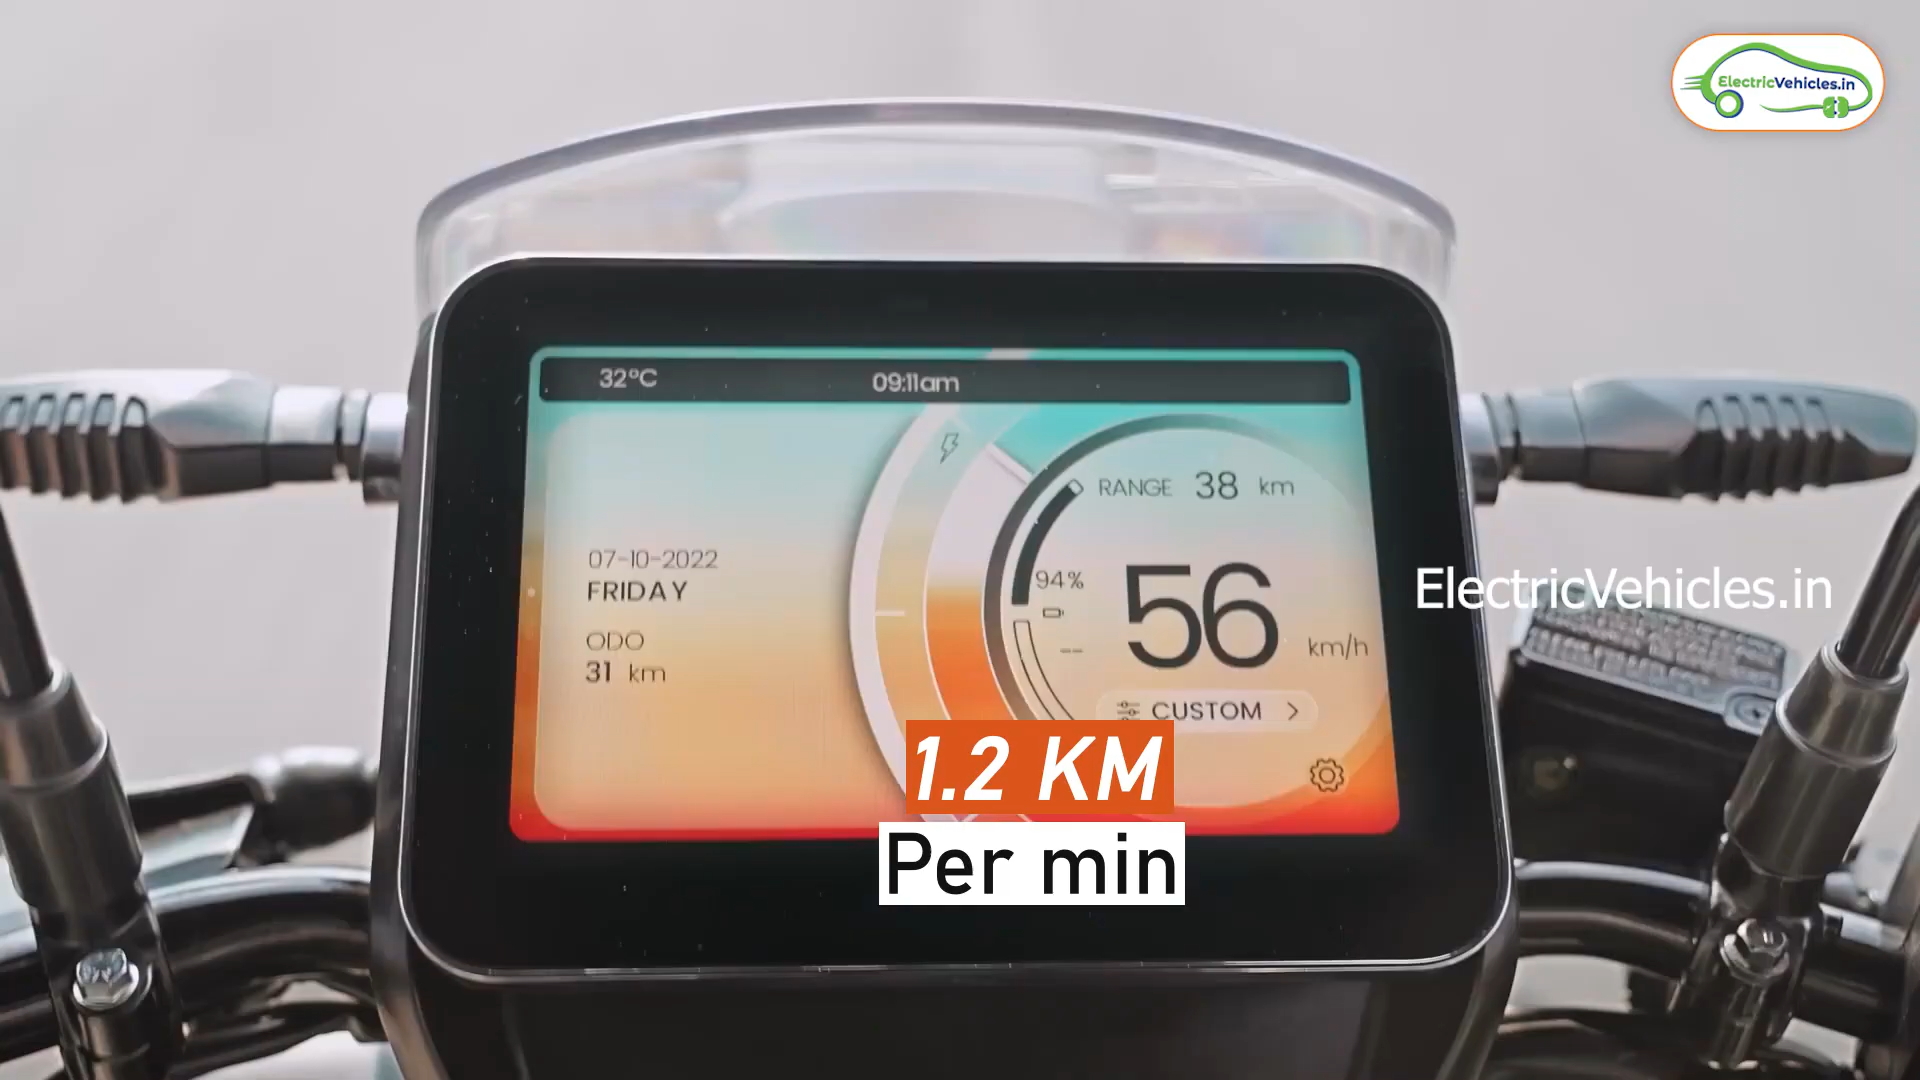 ElectricVehicles.in
32°C
09:11am
RANGE 38 km
07-10-2022
FRIDAY
94%
56 km/h
ElectricVehicles.in
ODO
31 km
--
CUSTOM
1.2 KM
Per min